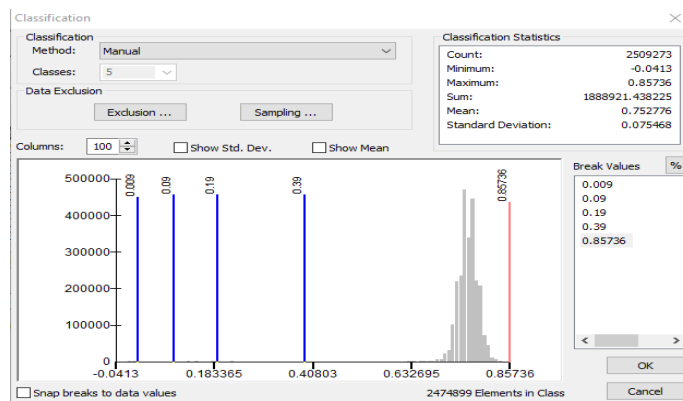 Classification
Classification
Method: Manual
Classes: 5
Data Exclusion
Exclusion ...
Sampling ...
Classification Statistics
Count: 2509273
Minimum: -0.0413
Maximum: 0.85736
Sum: 1888921.438225
Mean: 0.752776
Standard Deviation: 0.075468
Columns: 100
Show Std. Dev.
Show Mean
Break Values
%
0.009
0.09
0.19
0.39
0.85736
500000
400000
300000
200000
100000
0
0.009
0.09
0.19
0.39
0.85736
-0.0413
0.183365
0.40803
0.632695
0.85736
OK
Snap breaks to data values
2474899 Elements in Class
Cancel